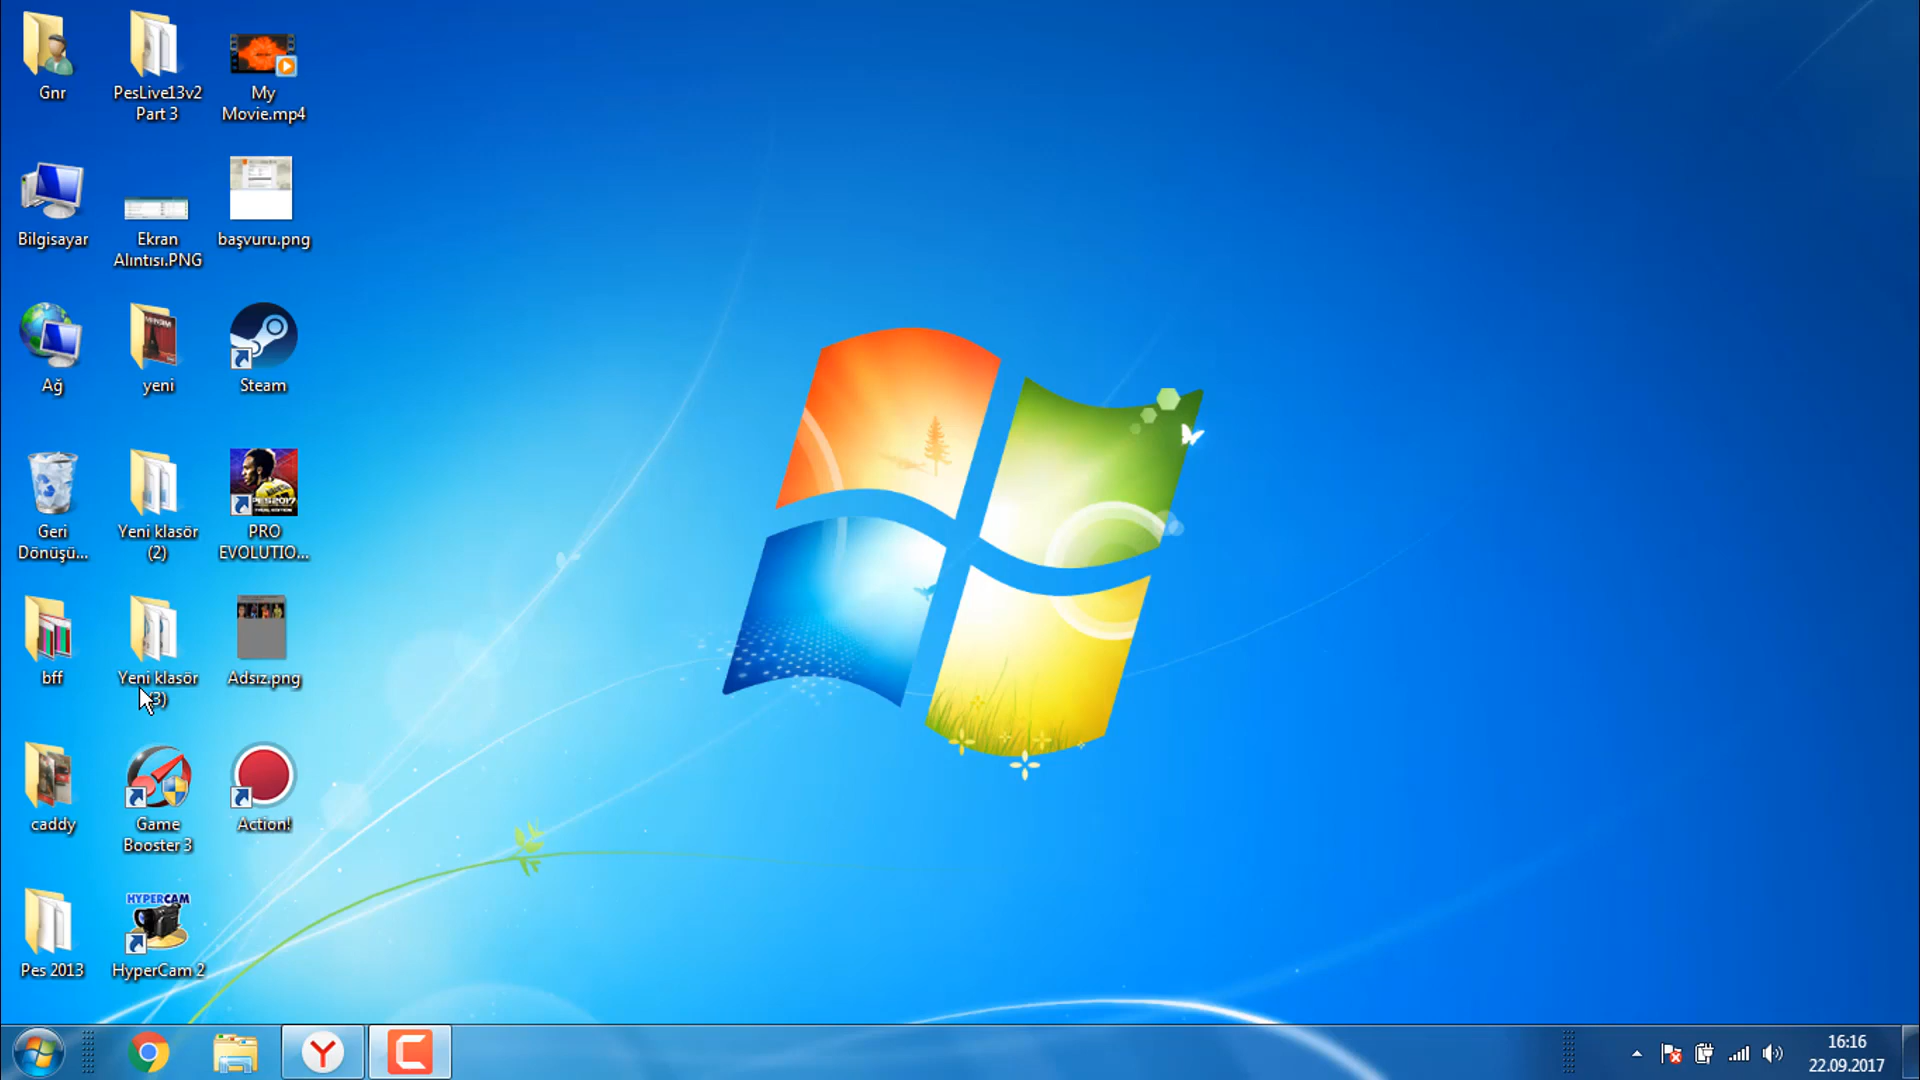 Gnr
PesLive13v2
Part 3
My
Movie.mp4
Bilgisayar
Ekran
Alıntısı.PNG
başvuru.png
Ağ
yeni
Steam
Geri
Dönüşü...
Yeni klasör
(2)
PES2017
PRO
EVOLUTIO...
bff
Yeni klasör
(3)
Adsız.png
caddy
Game
Booster 3
Action!
HYPERCAM
Pes 2013
HyperCam 2
16:16
22.09.2017